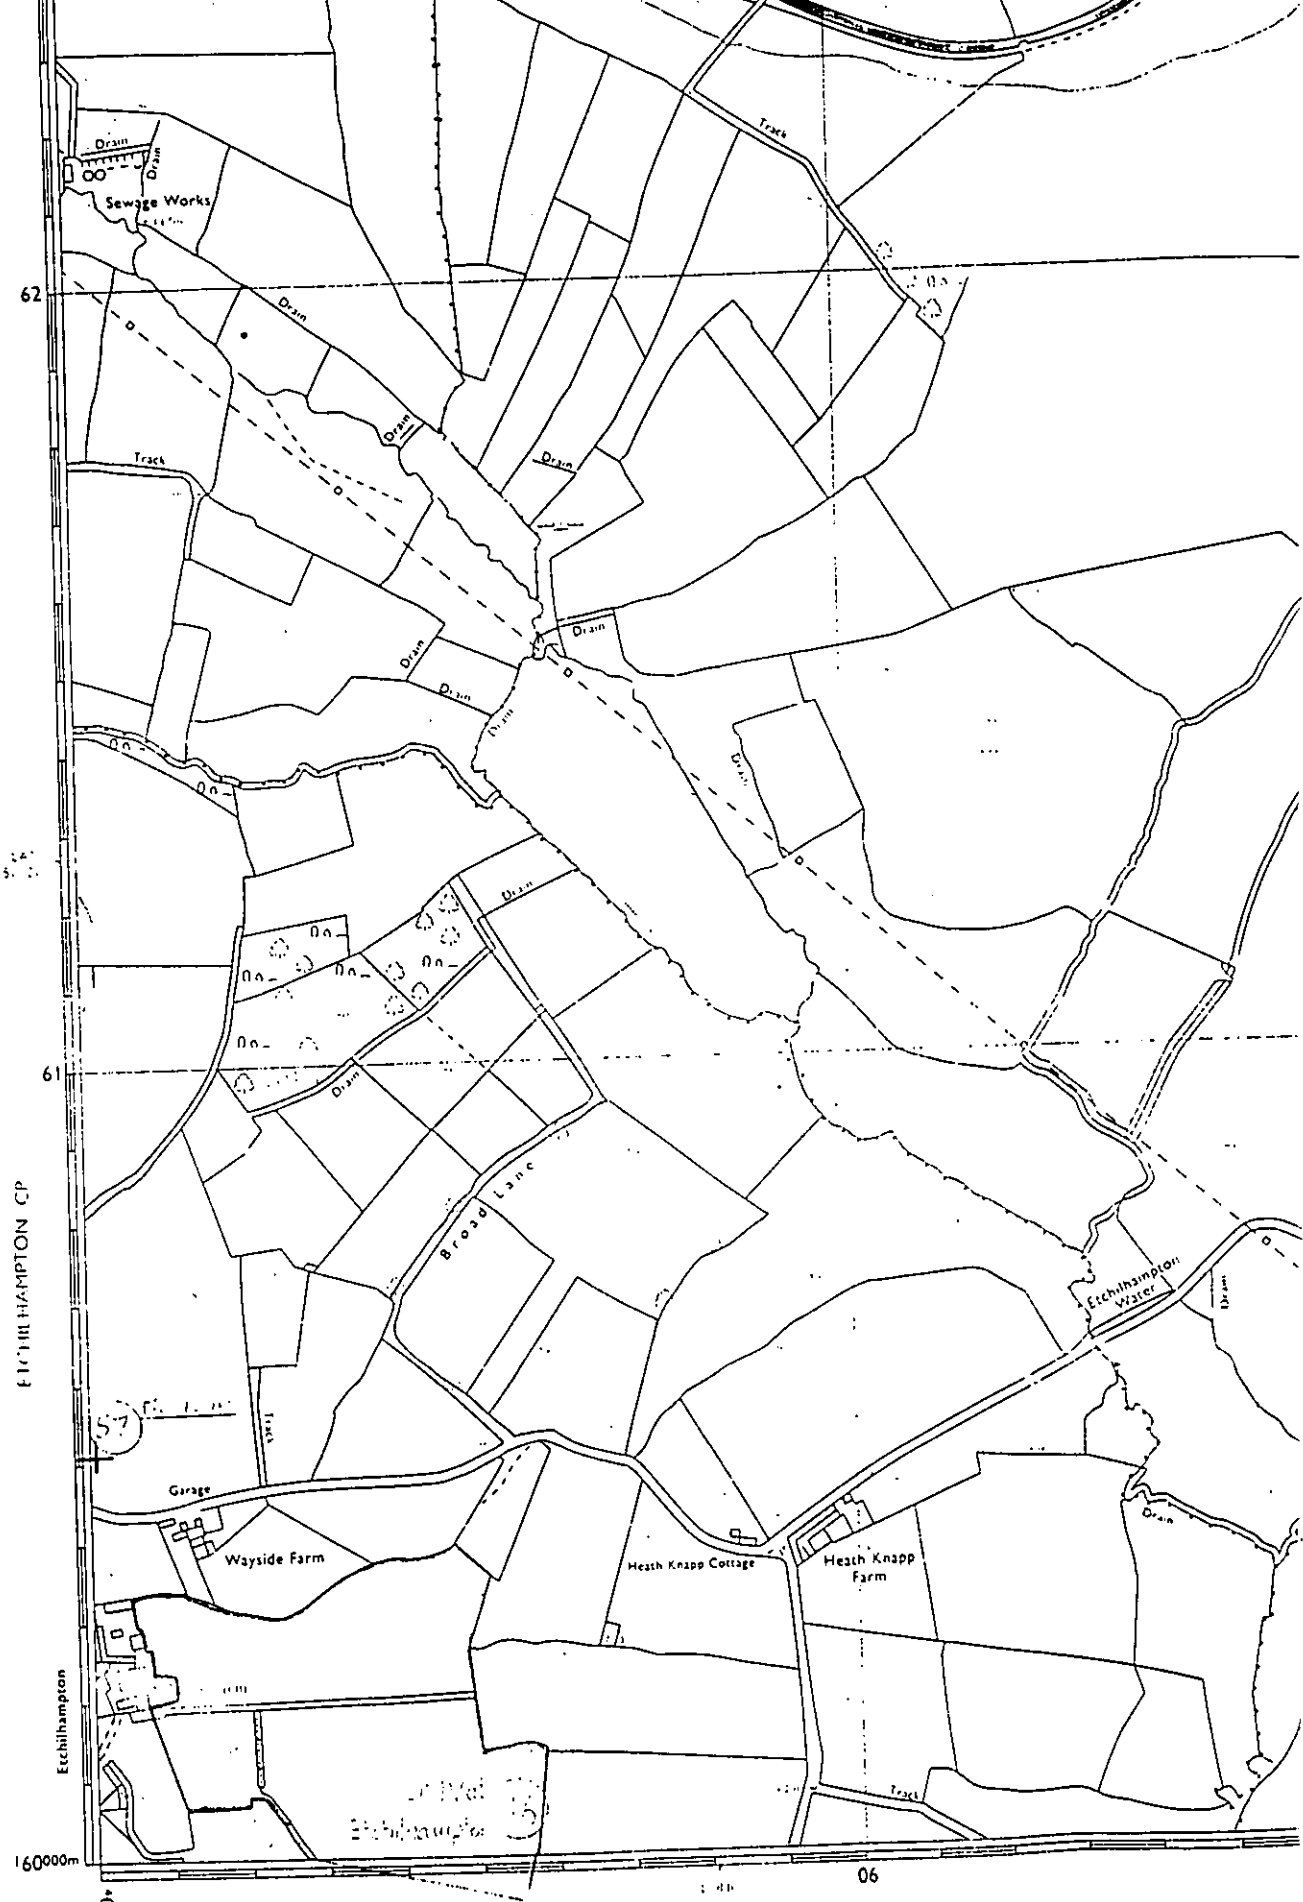 Track
Drain
Drain
Sewage Works
62
Drain
Drain
Track
Drain
Drain
Drain
Drain
Drain
Drain
Drain
61
Drain
ETCHILHAMPTON CP
Broad Lane
Etchilhampton
Water
Drain
57
Track
Garage
Drain
Wayside Farm
Heath Knapp Cottage
Heath Knapp
Farm
Etchilhampton
Track
160000m
06